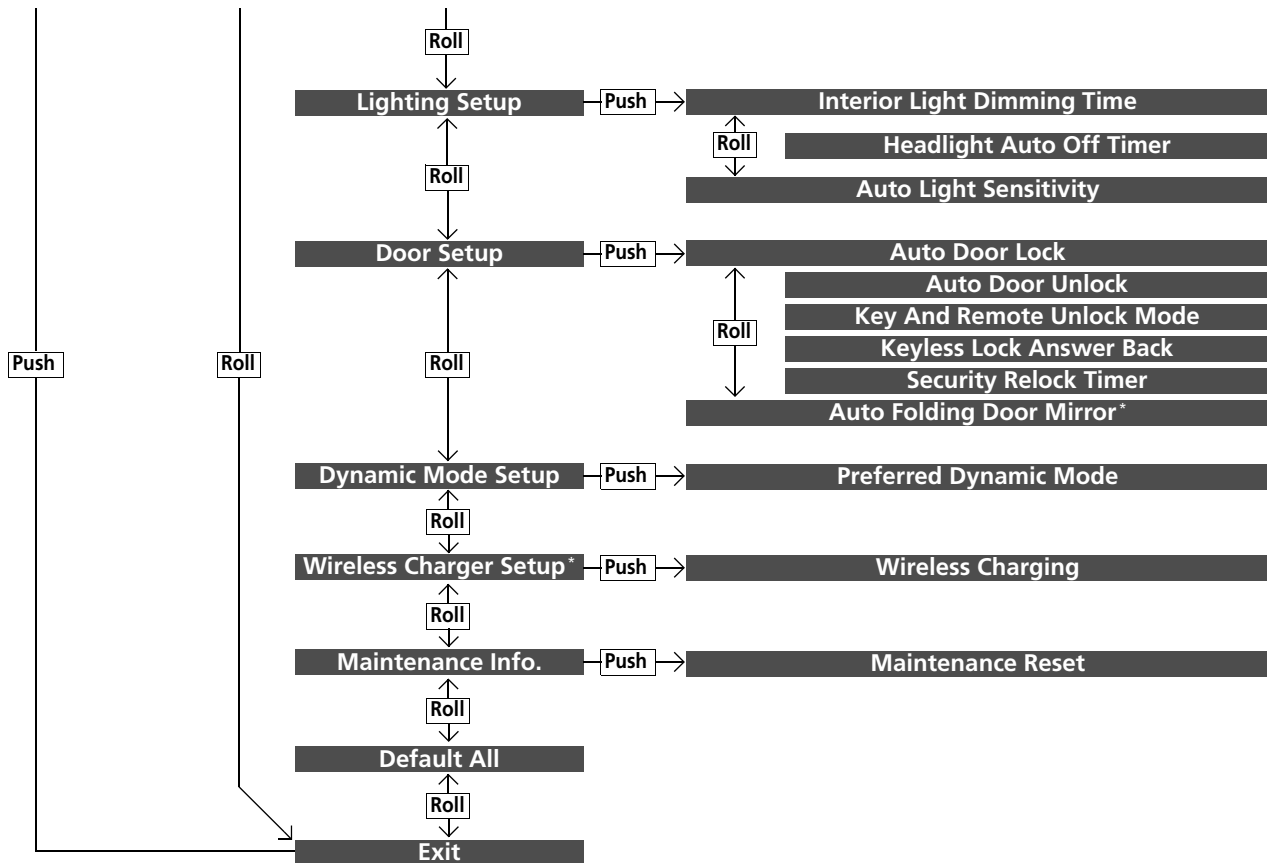 Roll
Lighting Setup
Push
Interior Light Dimming Time
Roll
Headlight Auto Off Timer
Roll
Auto Light Sensitivity
Door Setup
Push
Auto Door Lock
Auto Door Unlock
Key And Remote Unlock Mode
Roll
Keyless Lock Answer Back
Push
Roll
Roll
Security Relock Timer
Auto Folding Door Mirror*
Dynamic Mode Setup
Push
Preferred Dynamic Mode
Roll
Wireless Charger Setup*
Push
Wireless Charging
Roll
Maintenance Info.
Push
Maintenance Reset
Roll
Default All
Roll
Exit